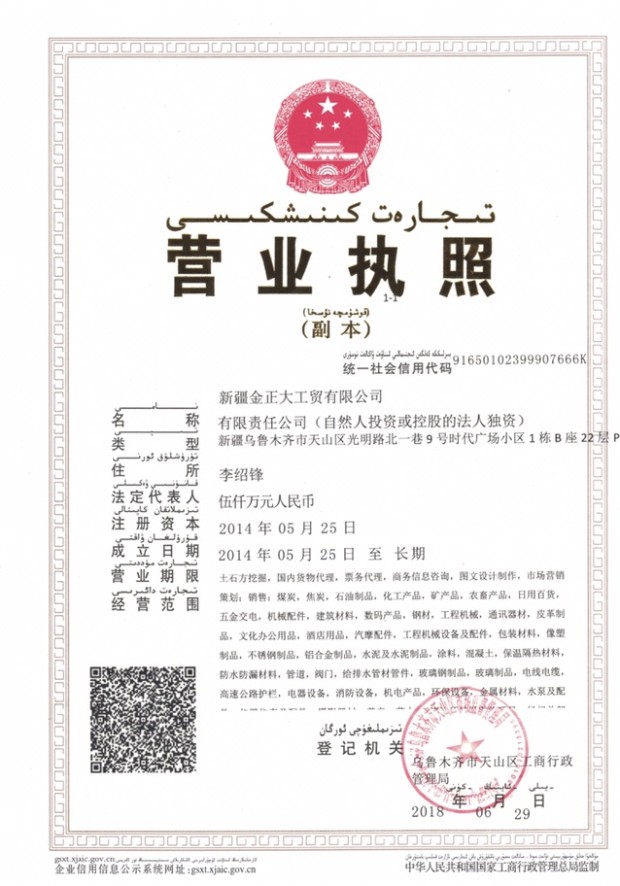 تىجارەت كىنىشكىسى
营业执照
1-1
(قوشۇمچە نۇسخا)
(副本)
统一社会信用代码 91650102399907666K
名称 新疆金正大工贸有限公司
类型 有限责任公司（自然人投资或控股的法人独资）
住所 新疆乌鲁木齐市天山区光明路北一巷9号时代广场小区1栋B座22层P
法定代表人 李绍锋
注册资本 伍仟万元人民币
成立日期 2014年05月25日
营业期限 2014年05月25日 至 长期
经营范围 土石方挖掘，国内货物代理，票务代理，商务信息咨询，图文设计制作，市场营销
策划；销售：煤炭，焦炭，石油制品，化工产品，矿产品，农畜产品，日用百货，
五金交电，机械配件，建筑材料，数码产品，钢材，工程机械，通讯器材，皮革制
品，文化办公用品，酒店用品，汽摩配件，工程机械设备及配件，包装材料，像塑
制品，不锈钢制品，铝合金制品，水泥及水泥制品，涂料，混凝土，保温隔热材料，
防水防漏材料，管道，阀门，给排水管材管件，玻璃钢制品，玻璃制品，电线电缆，
高速公路护栏，电器设备，消防设备，机电产品，环保设备，金属材料，水泵及配
تىزىملىغۇچى ئورگان
登记机关
乌鲁木齐市天山区工商行政
管理局
2018年06月29日
gsxt.xjaic.gov.cn
企业信用信息公示系统网址:gsxt.xjaic.gov.cn
中华人民共和国国家工商行政管理总局监制